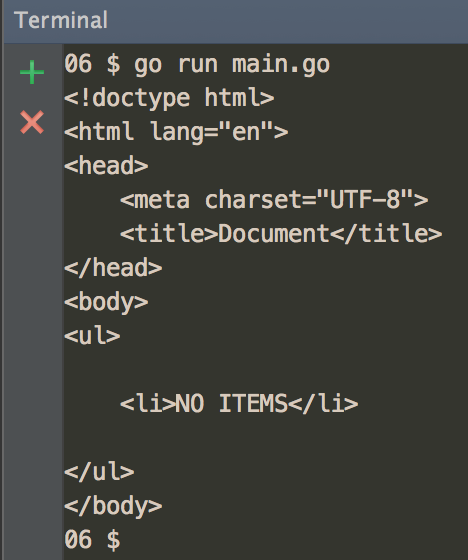 Terminal
06 $ go run main.go
<!doctype html>
<html lang="en">
<head>
    <meta charset="UTF-8">
    <title>Document</title>
</head>
<body>
<ul>

    <li>NO ITEMS</li>

</ul>
</body>
06 $